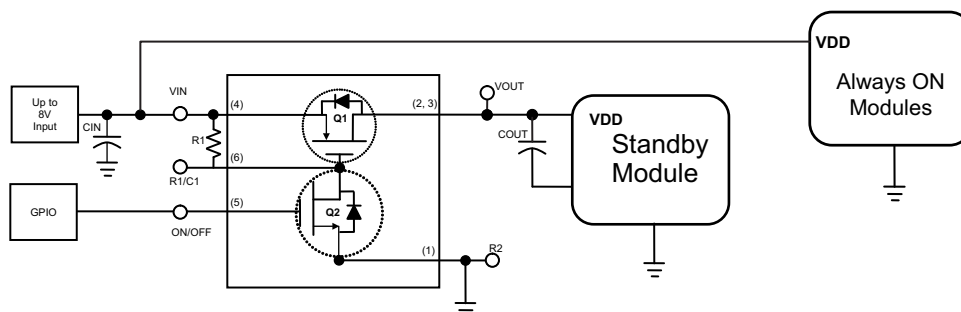 VDD
Always ON
Modules
Up to
8V
Input
CIN
VIN
(4)
Q1
(2, 3)
VOUT
COUT
VDD
Standby
Module
R1
(6)
R1/C1
GPIO
ON/OFF
(5)
Q2
(1)
R2